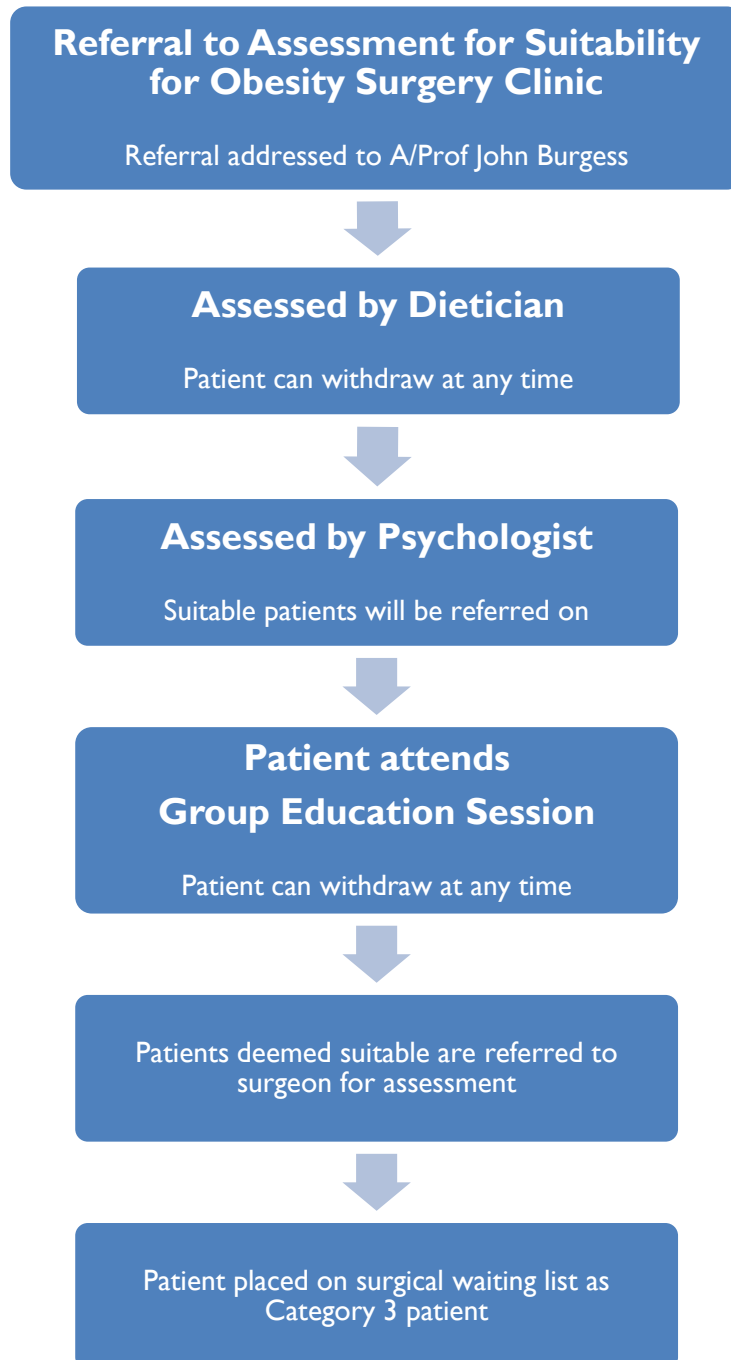 Referral to Assessment for Suitability
for Obesity Surgery Clinic
Referral addressed to A/Prof John Burgess
Assessed by Dietician
Patient can withdraw at any time
Assessed by Psychologist
Suitable patients will be referred on
Patient attends
Group Education Session
Patient can withdraw at any time
Patients deemed suitable are referred to
surgeon for assessment
Patient placed on surgical waiting list as
Category 3 patient